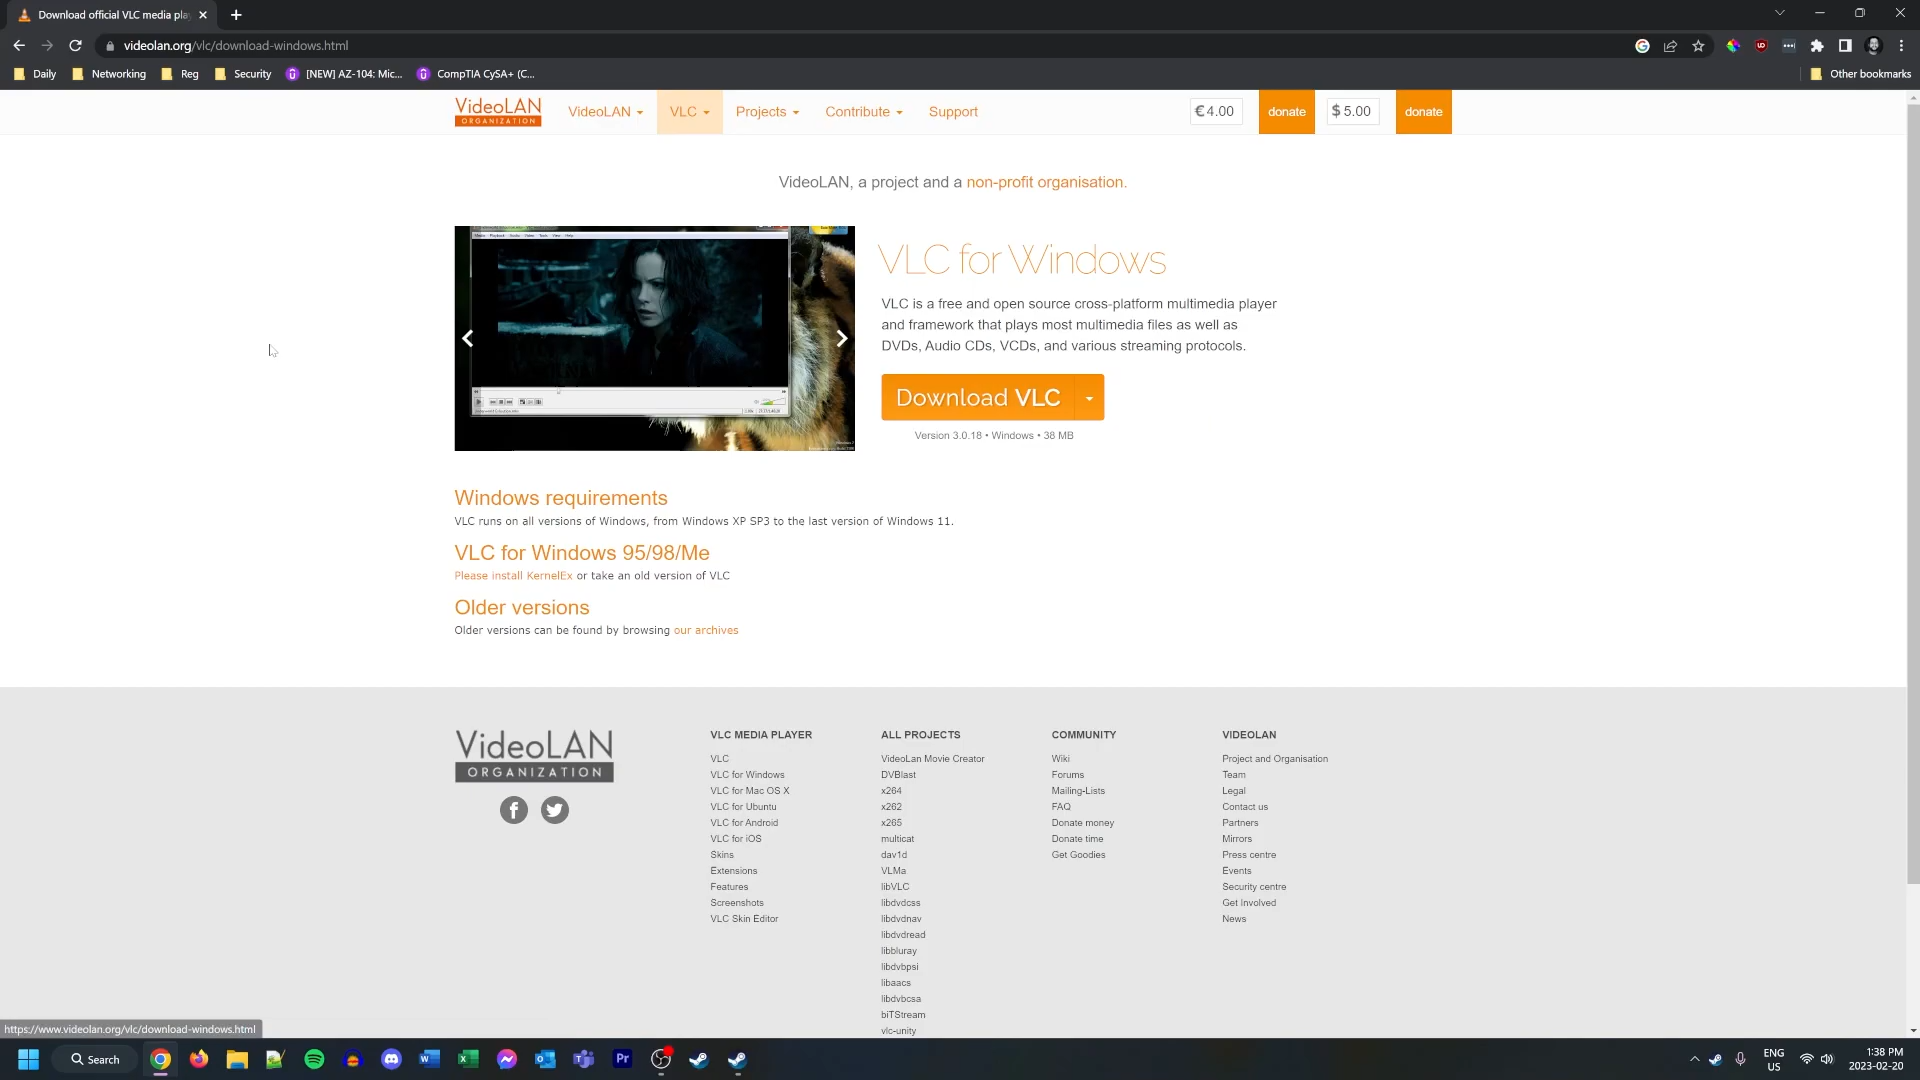 Download official VLC media pla
videolan.org/vlc/download-windows.html
Daily
Networking
Reg
Security
[NEW] AZ-104: Mic...
CompTIA CySA+ (C...
Other bookmarks
VideoLAN
ORGANIZATION
VideoLAN
VLC
Projects
Contribute
Support
€ 4.00
donate
$ 5.00
donate
VideoLAN, a project and a non-profit organisation.
VLC for Windows
VLC is a free and open source cross-platform multimedia player
and framework that plays most multimedia files as well as
DVDs, Audio CDs, VCDs, and various streaming protocols.
Download VLC
Version 3.0.18 • Windows • 38 MB
Windows requirements
VLC runs on all versions of Windows, from Windows XP SP3 to the last version of Windows 11.
VLC for Windows 95/98/Me
Please install KernelEx or take an old version of VLC
Older versions
Older versions can be found by browsing our archives
VideoLAN
ORGANIZATION
VLC MEDIA PLAYER
VLC
VLC for Windows
VLC for Mac OS X
VLC for Ubuntu
VLC for Android
VLC for iOS
Skins
Extensions
Features
Screenshots
VLC Skin Editor
ALL PROJECTS
VideoLan Movie Creator
DVBlast
x264
x262
x265
multicat
dav1d
VLMa
libVLC
libdvdcss
libdvdnav
libdvdread
libbluray
libdvbpsi
libaacs
libdvbcsa
biTStream
vlc-unity
COMMUNITY
Wiki
Forums
Mailing-Lists
FAQ
Donate money
Donate time
Get Goodies
VIDEOLAN
Project and Organisation
Team
Legal
Contact us
Partners
Mirrors
Press centre
Events
Security centre
Get Involved
News
https://www.videolan.org/vlc/download-windows.html
Search
ENG
US
1:38 PM
2023-02-20